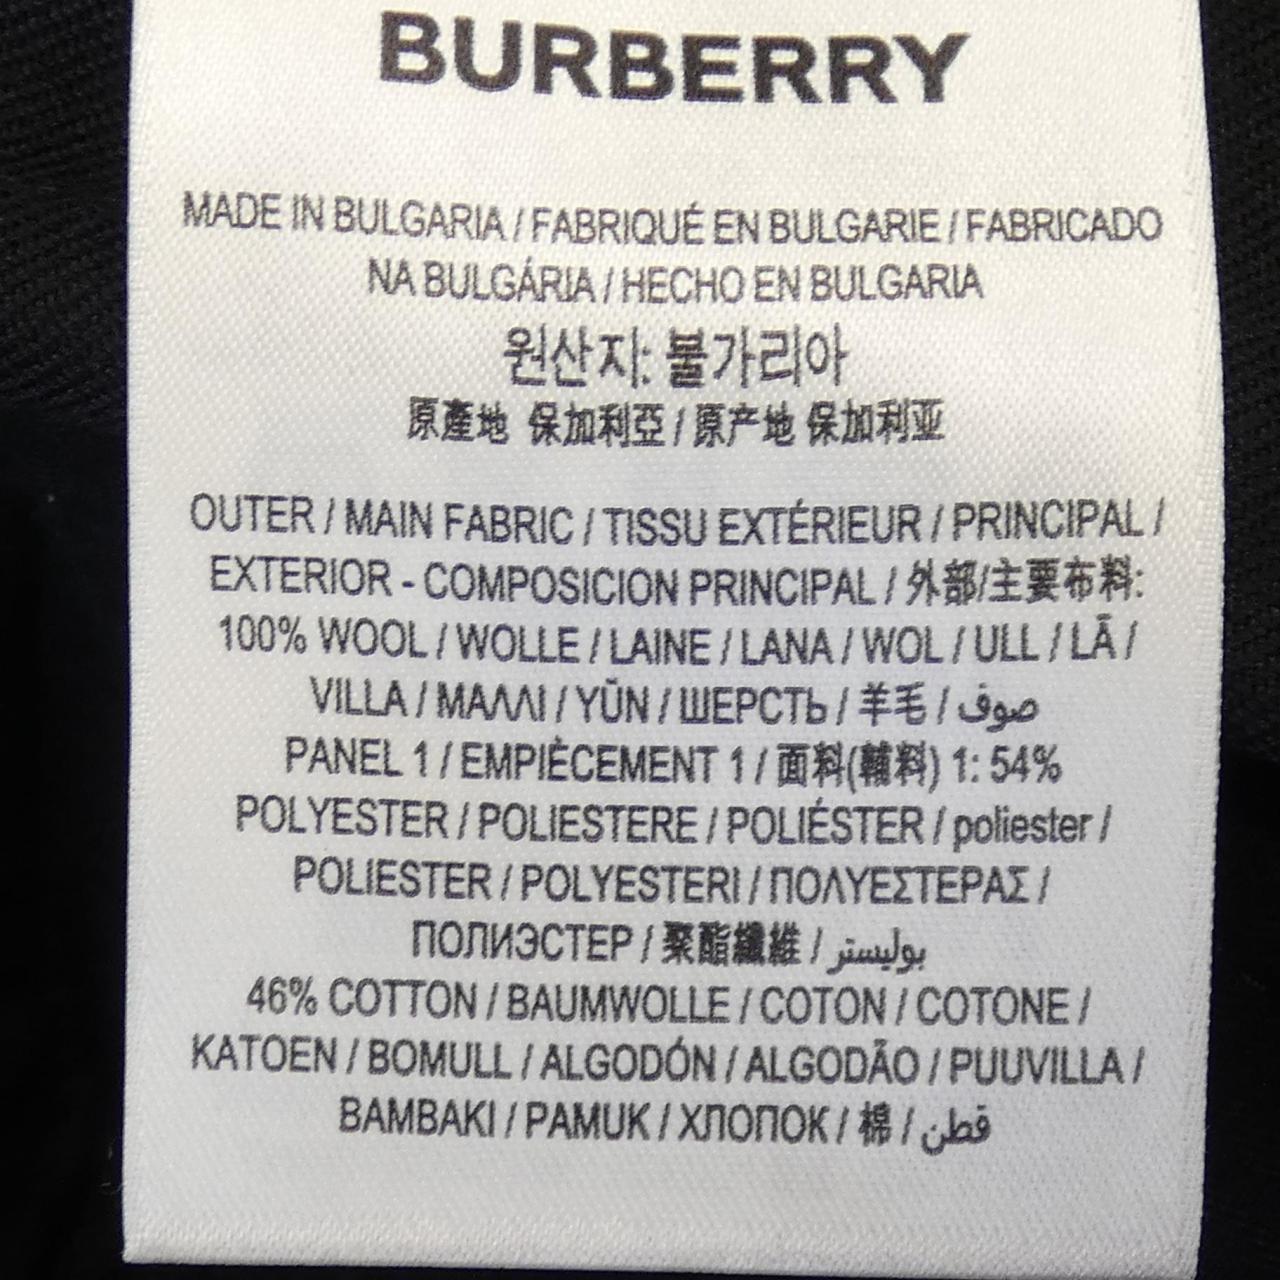 BURBERRY
MADE IN BULGARIA / FABRIQUÉ EN BULGARIE / FABRICADO
NA BULGÁRIA / HECHO EN BULGARIA
원산지: 불가리아
原產地 保加利亞 / 原产地 保加利亚
OUTER / MAIN FABRIC / TISSU EXTÉRIEUR / PRINCIPAL /
EXTERIOR - COMPOSICION PRINCIPAL / 外部/主要布料:
100% WOOL / WOLLE / LAINE / LANA / WOL / ULL / LÃ /
VILLA / ΜΑΛΛΙ / YŪN / ШЕРСТЬ / 羊毛 / صوف
PANEL 1 / EMPIÈCEMENT 1 / 面料(輔料) 1: 54%
POLYESTER / POLIESTERE / POLIÉSTER / poliester /
POLIESTER / POLYESTERI / ΠΟΛΥΕΣΤΕΡΑΣ /
ПОЛИЭСТЕР / 聚酯纖維 / بوليستر
46% COTTON / BAUMWOLLE / COTON / COTONE /
KATOEN / BOMULL / ALGODÓN / ALGODÃO / PUUVILLA /
BAMBAKI / PAMUK / ХЛОПОК / 棉 / قطن